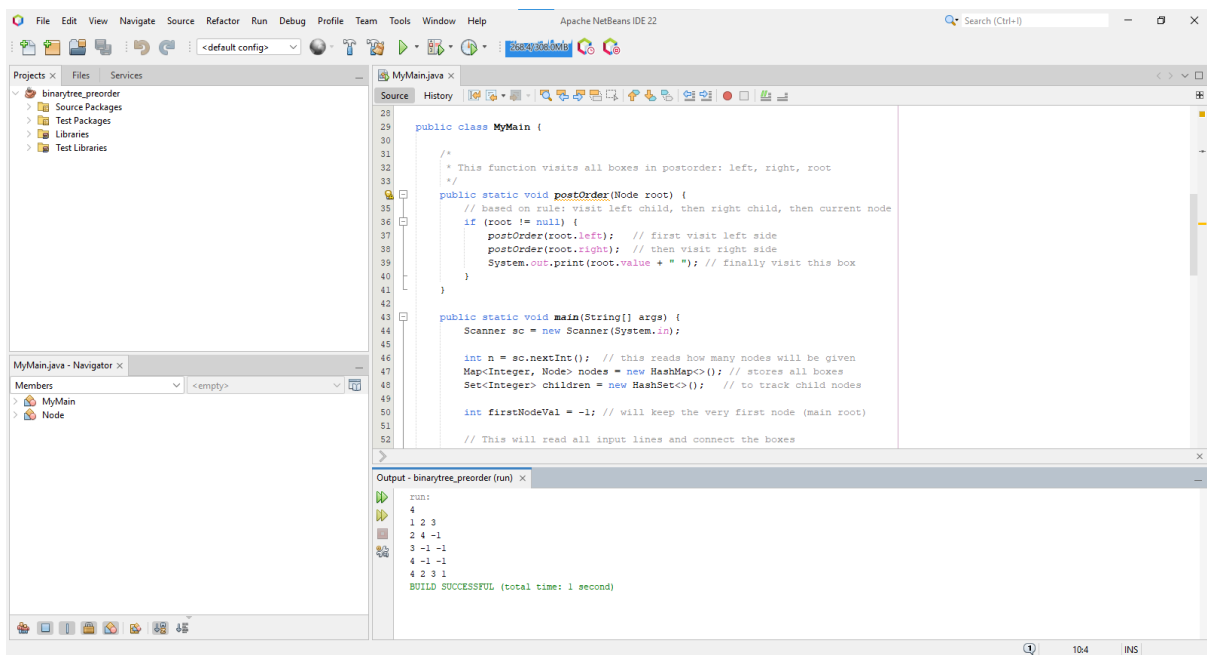 File Edit View Navigate Source Refactor Run Debug Profile Team Tools Window Help Apache NetBeans IDE 22 Search (Ctrl+I)
<default config> 268.4/308.0MB
Projects Files Services
binarytree_preorder
Source Packages
Test Packages
Libraries
Test Libraries
MyMain.java - Navigator
Members <empty>
MyMain
Node
MyMain.java
Source History
28
29 public class MyMain {
30
31 /*
32 * This function visits all boxes in postorder: left, right, root
33 */
public static void postOrder(Node root) {
35 // based on rule: visit left child, then right child, then current node
36 if (root != null) {
37 postOrder(root.left); // first visit left side
38 postOrder(root.right); // then visit right side
39 System.out.print(root.value + " "); // finally visit this box
40 }
41 }
42
43 public static void main(String[] args) {
44 Scanner sc = new Scanner(System.in);
45
46 int n = sc.nextInt(); // this reads how many nodes will be given
47 Map<Integer, Node> nodes = new HashMap<>(); // stores all boxes
48 Set<Integer> children = new HashSet<>(); // to track child nodes
49
50 int firstNodeVal = -1; // will keep the very first node (main root)
51
52 // This will read all input lines and connect the boxes
Output - binarytree_preorder (run)
run:
4
1 2 3
2 4 -1
3 -1 -1
4 -1 -1
4 2 3 1
BUILD SUCCESSFUL (total time: 1 second)
1 10:4 INS